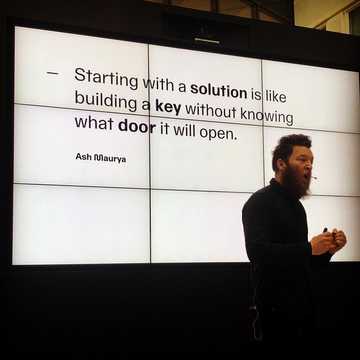 — Starting with a solution is like
building a key without knowing
what door it will open.
Ash Maurya